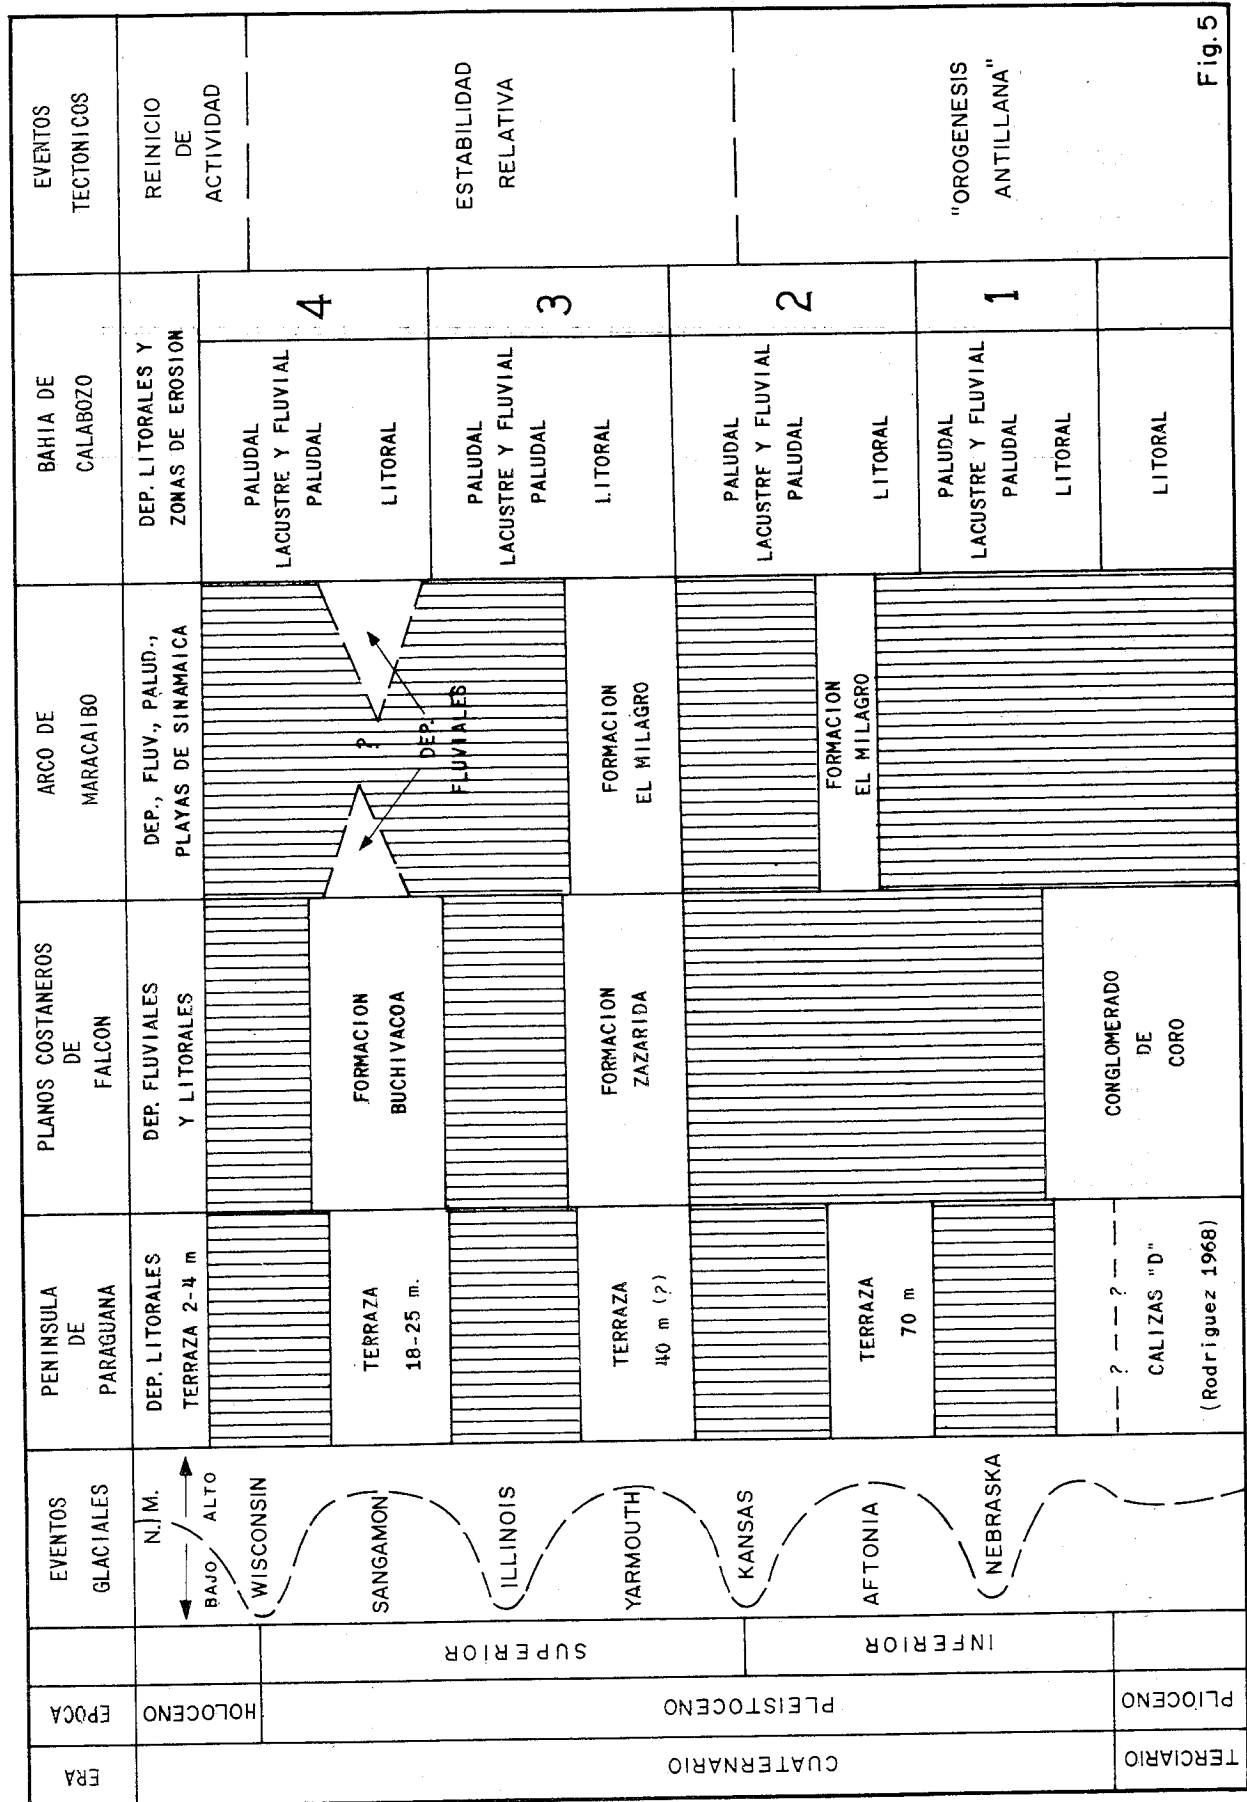 ERA
EPOCA
EVENTOS
GLACIALES
PENINSULA
DE
PARAGUANA
PLANOS COSTANEROS
DE
FALCON
ARCO DE
MARACAIBO
BAHIA DE
CALABOZO
EVENTOS
TECTONICOS
CUATERNARIO
TERCIARIO
HOLOCENO
PLEISTOCENO
PLIOCENO
SUPERIOR
INFERIOR
N. M.
BAJO ALTO
WISCONSIN
SANGAMON
ILLINOIS
YARMOUTH
KANSAS
AFTONIA
NEBRASKA
DEP. LITORALES
TERRAZA 2-4 m
TERRAZA
18-25 m.
TERRAZA
40 m (?)
TERRAZA
70 m
— — ? — — — ? — —
CALIZAS "D"
(Rodriguez 1968)
DEP. FLUVIALES
Y LITORALES
FORMACION
BUCHIVACOA
FORMACION
ZAZARIDA
CONGLOMERADO
DE
CORO
DEP., FLUV., PALUD.,
PLAYAS DE SINAMAICA
?
DEP.
FLUVIALES
FORMACION
EL MILAGRO
FORMACION
EL MILAGRO
DEP. LITORALES Y
ZONAS DE EROSION
PALUDAL
LACUSTRE Y FLUVIAL
PALUDAL
LITORAL
4
PALUDAL
LACUSTRE Y FLUVIAL
PALUDAL
LITORAL
3
PALUDAL
LACUSTRE Y FLUVIAL
PALUDAL
LITORAL
2
PALUDAL
LACUSTRE Y FLUVIAL
PALUDAL
LITORAL
1
LITORAL
REINICIO
DE
ACTIVIDAD
ESTABILIDAD
RELATIVA
"OROGENESIS
ANTILLANA"
Fig. 5